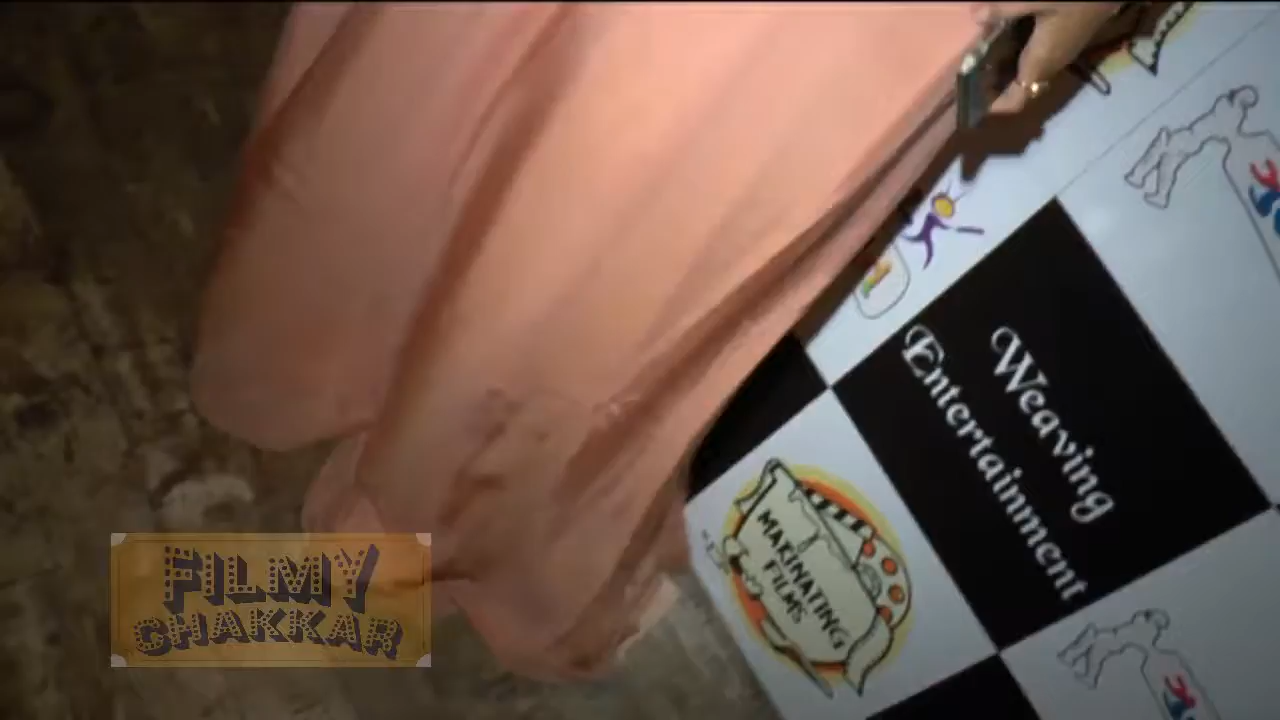 Weaving
Entertainment
MARINATING
FILMS
FILMY
CHAKKAR